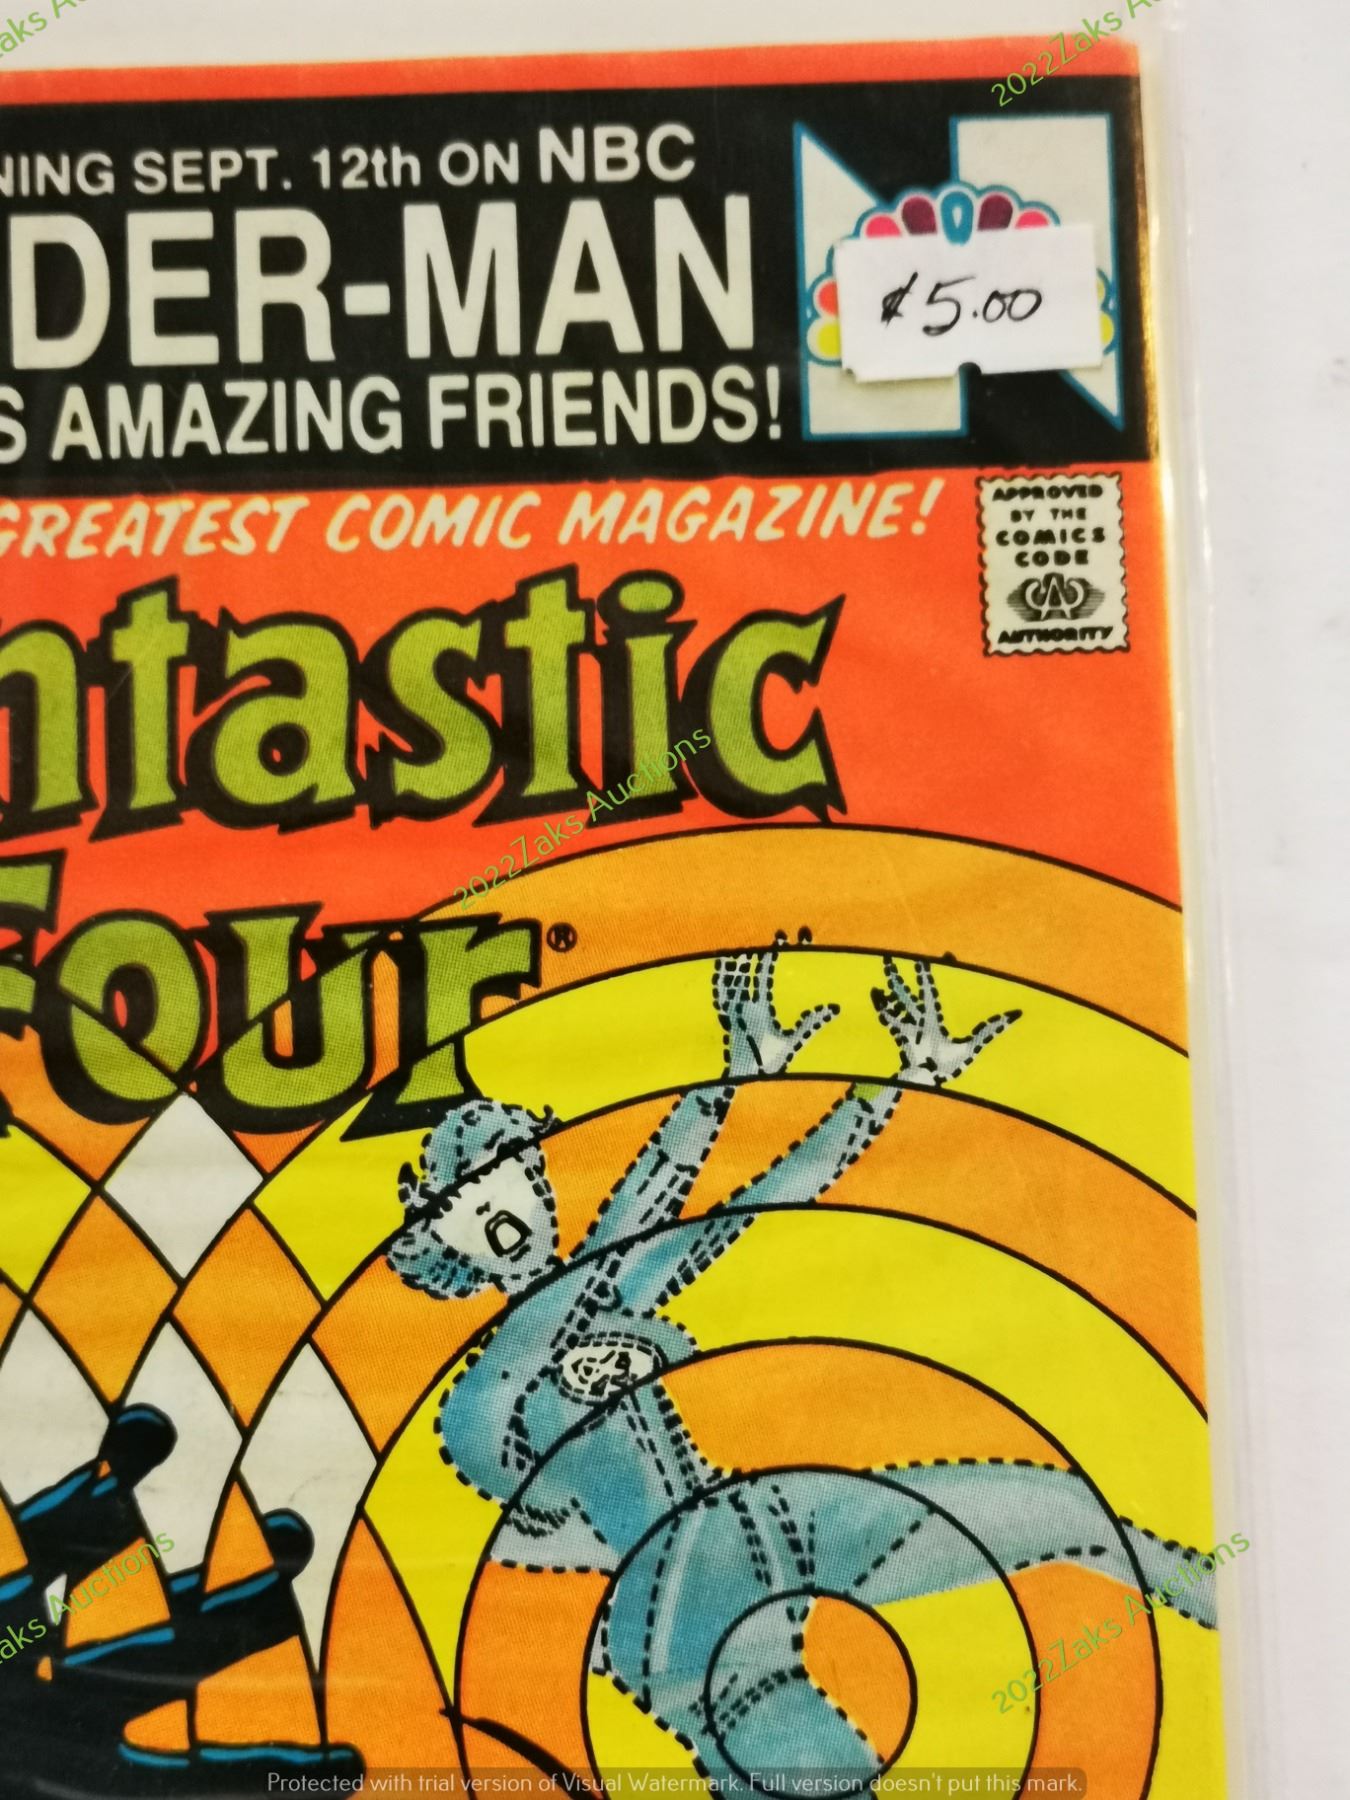 2022Zaks A
NING SEPT. 12th ON NBC
DER-MAN
S AMAZING FRIENDS!
$5.00
GREATEST COMIC MAGAZINE!
APPROVED
BY THE
COMICS
CODE
CA
AUTHORITY
ntastic
Four®
2022Zaks Auctions
aks Auctions
2022Zaks Auctions
Protected with trial version of Visual Watermark. Full version doesn't put this mark.